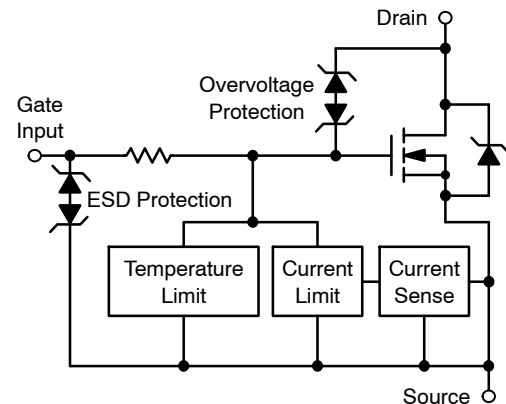 Drain
Overvoltage
Protection
Gate
Input
ESD Protection
Temperature
Limit
Current
Limit
Current
Sense
Source